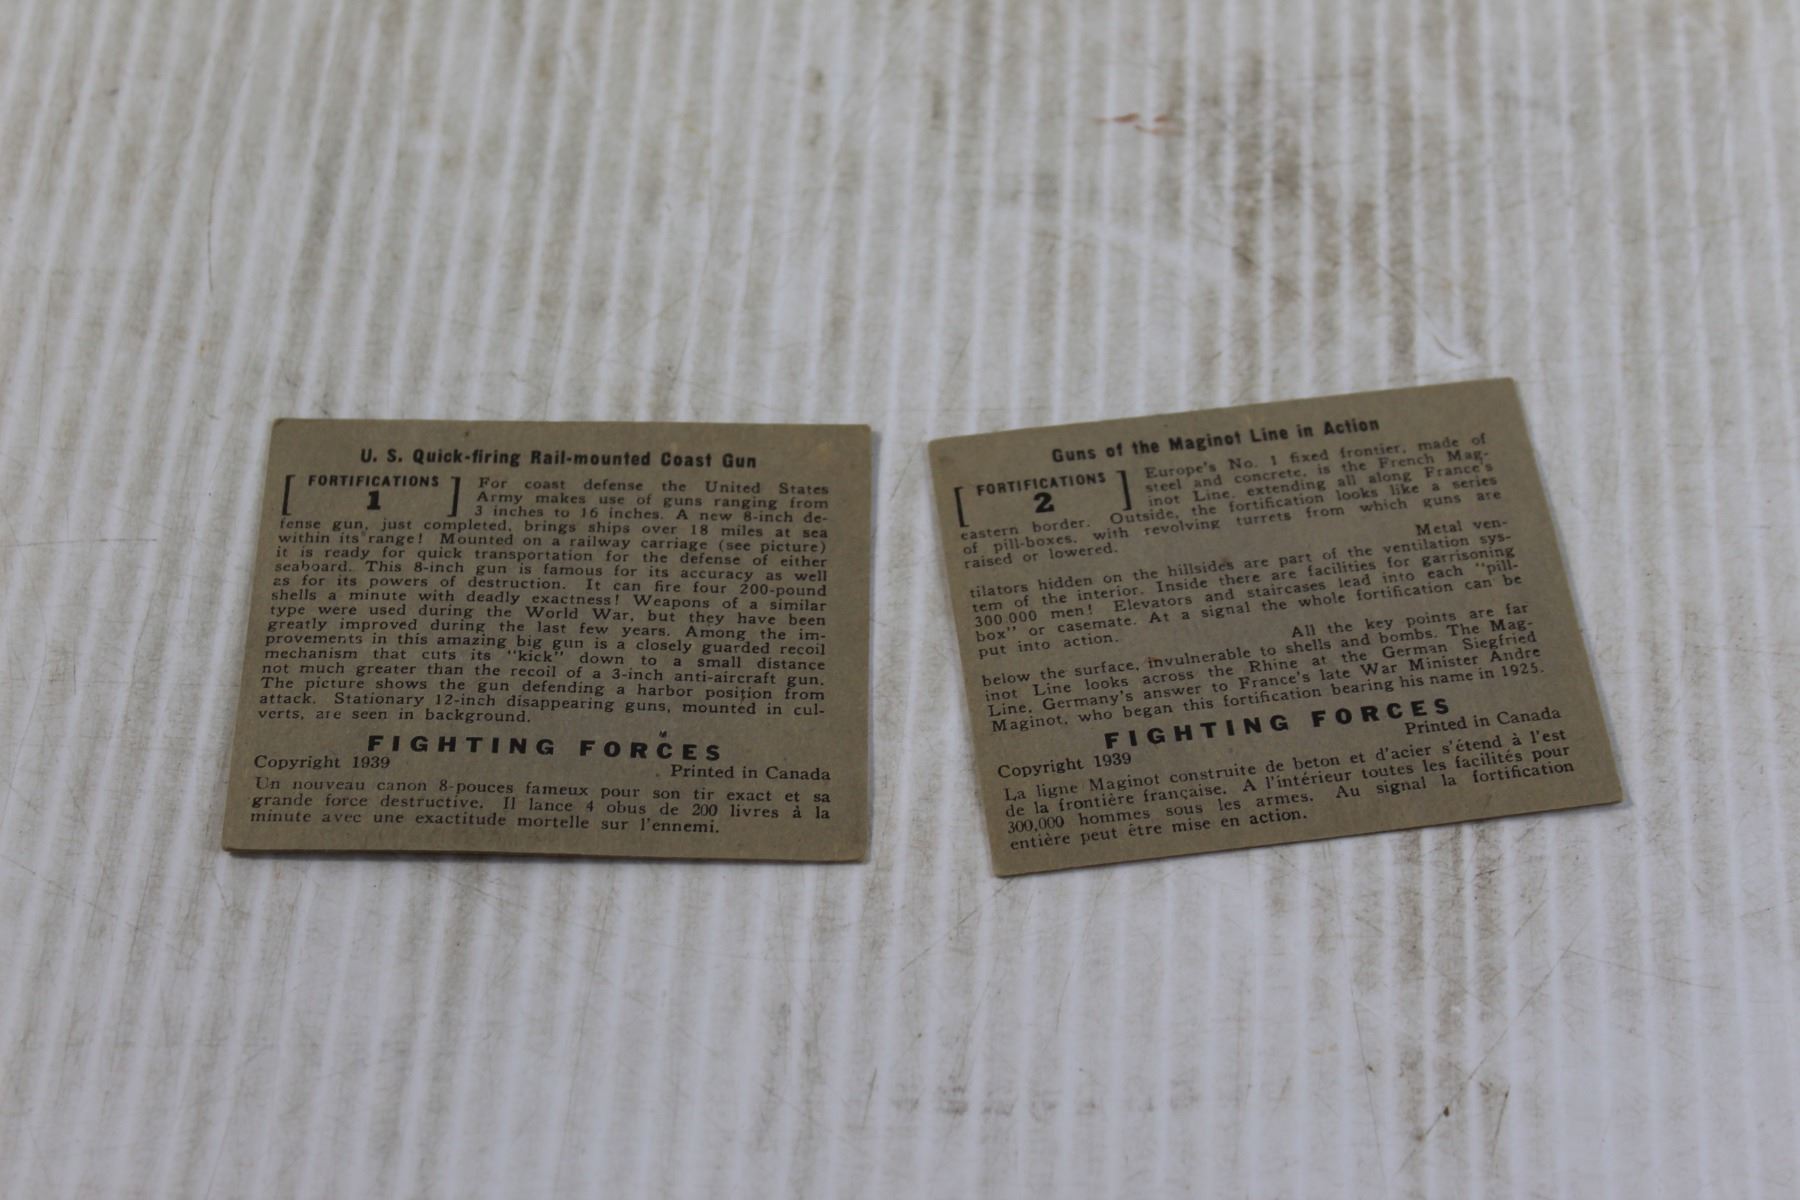 U. S. Quick-firing Rail-mounted Coast Gun
[ FORTIFICATIONS 1 ]
For coast defense the United States
Army makes use of guns ranging from
3 inches to 16 inches. A new 8-inch de-
fense gun, just completed, brings ships over 18 miles at sea
within its range! Mounted on a railway carriage (see picture)
it is ready for quick transportation for the defense of either
seaboard. This 8-inch gun is famous for its accuracy as well
as for its powers of destruction. It can fire four 200-pound
shells a minute with deadly exactness! Weapons of a similar
type were used during the World War, but they have been
greatly improved during the last few years. Among the im-
provements in this amazing big gun is a closely guarded recoil
mechanism that cuts its "kick" down to a small distance
not much greater than the recoil of a 3-inch anti-aircraft gun.
The picture shows the gun defending a harbor position from
attack. Stationary 12-inch disappearing guns, mounted in cul-
verts, are seen in background.
FIGHTING FORCES
Copyright 1939 Printed in Canada
Un nouveau canon 8-pouces fameux pour son tir exact et sa
grande force destructive. Il lance 4 obus de 200 livres à la
minute avec une exactitude mortelle sur l'ennemi.
Guns of the Maginot Line in Action
[ FORTIFICATIONS 2 ]
Europe's No. 1 fixed frontier, made of
steel and concrete, is the French Mag-
inot Line, extending all along France's
eastern border. Outside, the fortification looks like a series
of pill-boxes, with revolving turrets from which guns are
raised or lowered.
Metal ven-
tilators hidden on the hillsides are part of the ventilation sys-
tem of the interior. Inside there are facilities for garrisoning
300,000 men! Elevators and staircases lead into each "pill-
box" or casemate. At a signal the whole fortification can be
put into action.
All the key points are far
below the surface, invulnerable to shells and bombs. The Mag-
inot Line looks across the Rhine at the German Siegfried
Line, Germany's answer to France's late War Minister Andre
Maginot, who began this fortification bearing his name in 1925.
FIGHTING FORCES
Copyright 1939 Printed in Canada
La ligne Maginot construite de beton et d'acier s'étend à l'est
de la frontière française. A l'intérieur toutes les facilités pour
300,000 hommes sous les armes. Au signal la fortification
entière peut être mise en action.